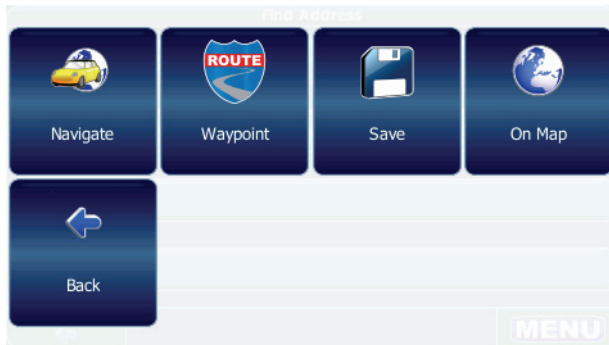 Find Address
ROUTE
Navigate
Waypoint
Save
On Map
Back
MENU